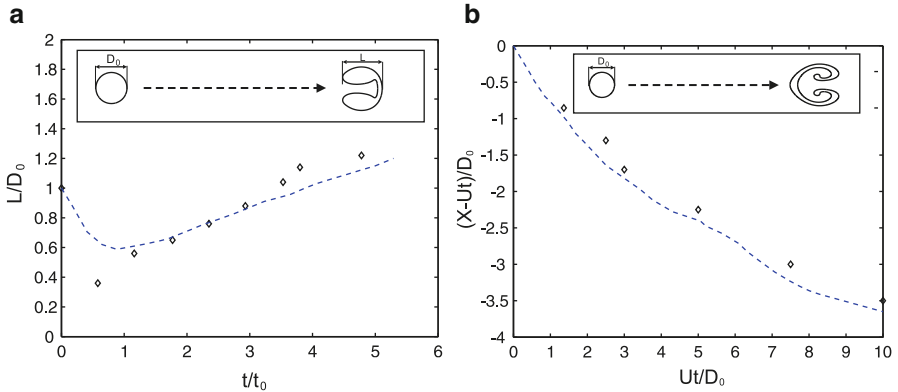 a
2
1.8
1.6
1.4
1.2
1
0.8
0.6
0.4
0.2
0
0 1 2 3 4 5 6
L/D₀
t/t₀
D₀
L
b
0
-0.5
-1
-1.5
-2
-2.5
-3
-3.5
-4
0 1 2 3 4 5 6 7 8 9 10
(X-Ut)/D₀
Ut/D₀
D₀